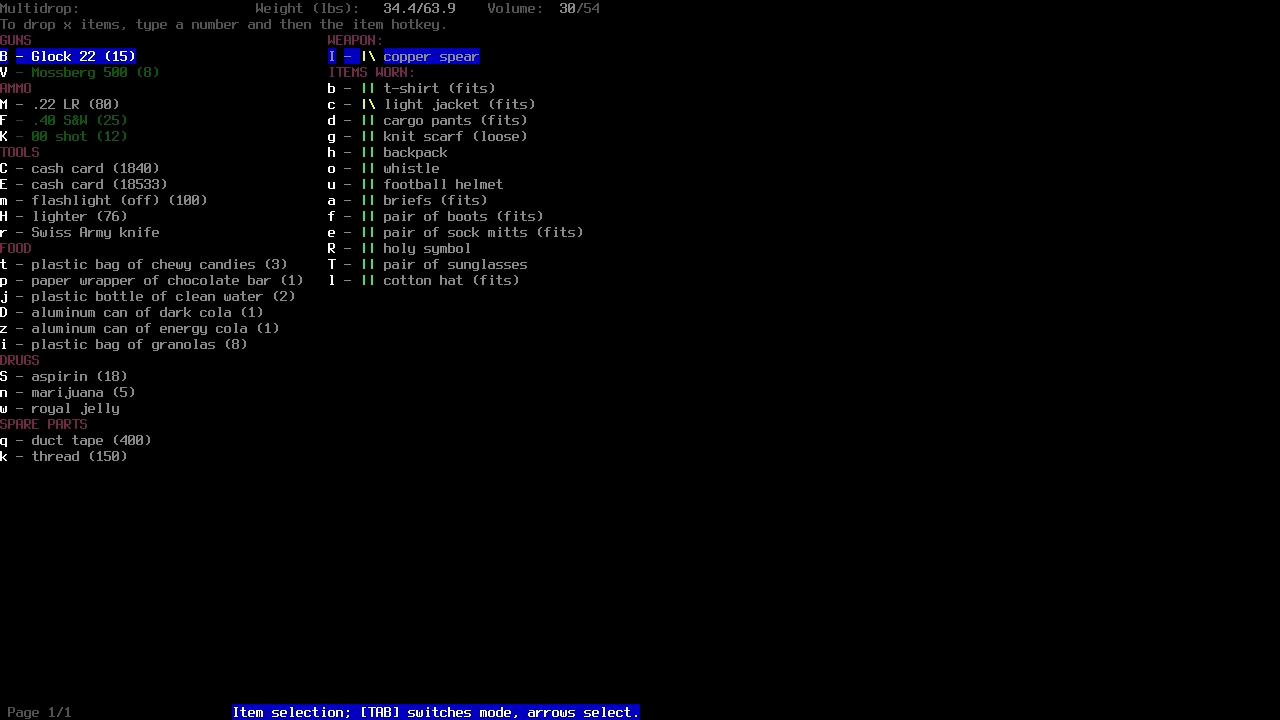 Multidrop: Weight (lbs): 34.4/63.9 Volume: 30/54
To drop x items, type a number and then the item hotkey.
GUNS
B - Glock 22 (15)
V - Mossberg 500 (8)
AMMO
M - .22 LR (80)
F - .40 S&W (25)
K - 00 shot (12)
TOOLS
C - cash card (1840)
E - cash card (18533)
m - flashlight (off) (100)
H - lighter (76)
r - Swiss Army knife
FOOD
t - plastic bag of chewy candies (3)
p - paper wrapper of chocolate bar (1)
j - plastic bottle of clean water (2)
D - aluminum can of dark cola (1)
z - aluminum can of energy cola (1)
i - plastic bag of granolas (8)
DRUGS
S - aspirin (18)
n - marijuana (5)
w - royal jelly
SPARE PARTS
q - duct tape (400)
k - thread (150)
WEAPON:
I - |\ copper spear
ITEMS WORN:
b - || t-shirt (fits)
c - |\ light jacket (fits)
d - || cargo pants (fits)
g - || knit scarf (loose)
h - || backpack
o - || whistle
u - || football helmet
a - || briefs (fits)
f - || pair of boots (fits)
e - || pair of sock mitts (fits)
R - || holy symbol
T - || pair of sunglasses
l - || cotton hat (fits)
Page 1/1 Item selection; [TAB] switches mode, arrows select.